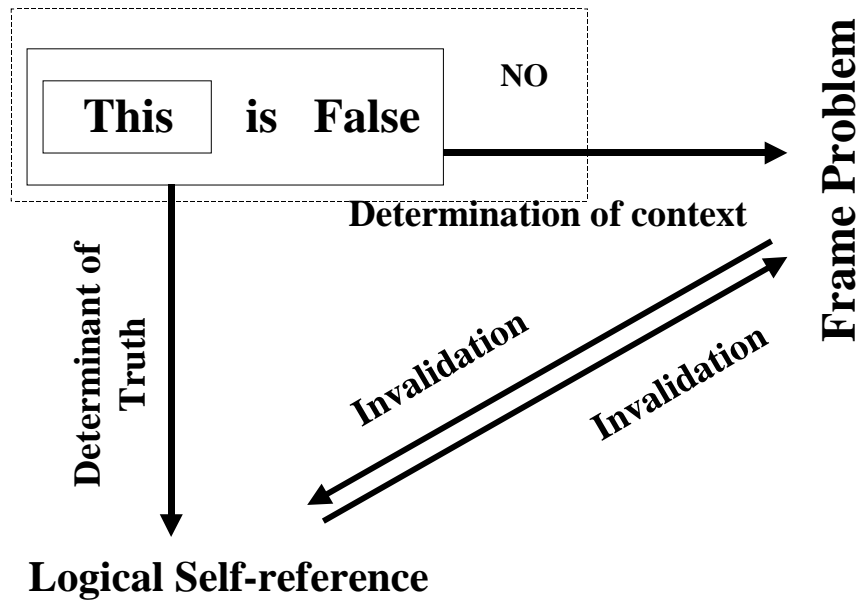 This is False
NO
Determination of context
Frame Problem
Determinant of
Truth
Invalidation
Invalidation
Logical Self-reference